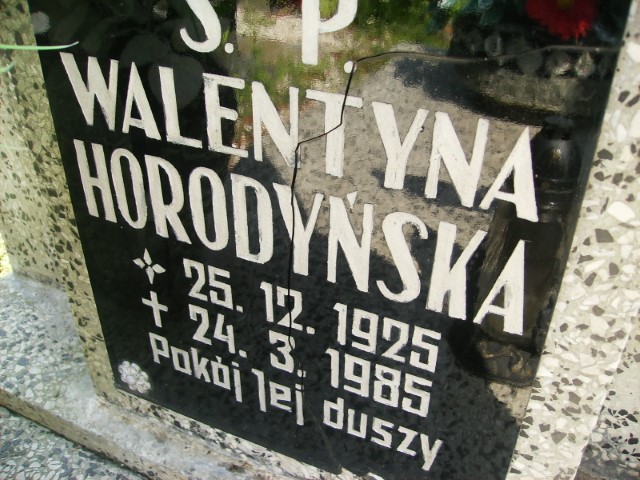 Ś. P.
WALENTYNA
HORODYŃSKA
25. 12. 1925
24. 3. 1985
Pokój Jej duszy